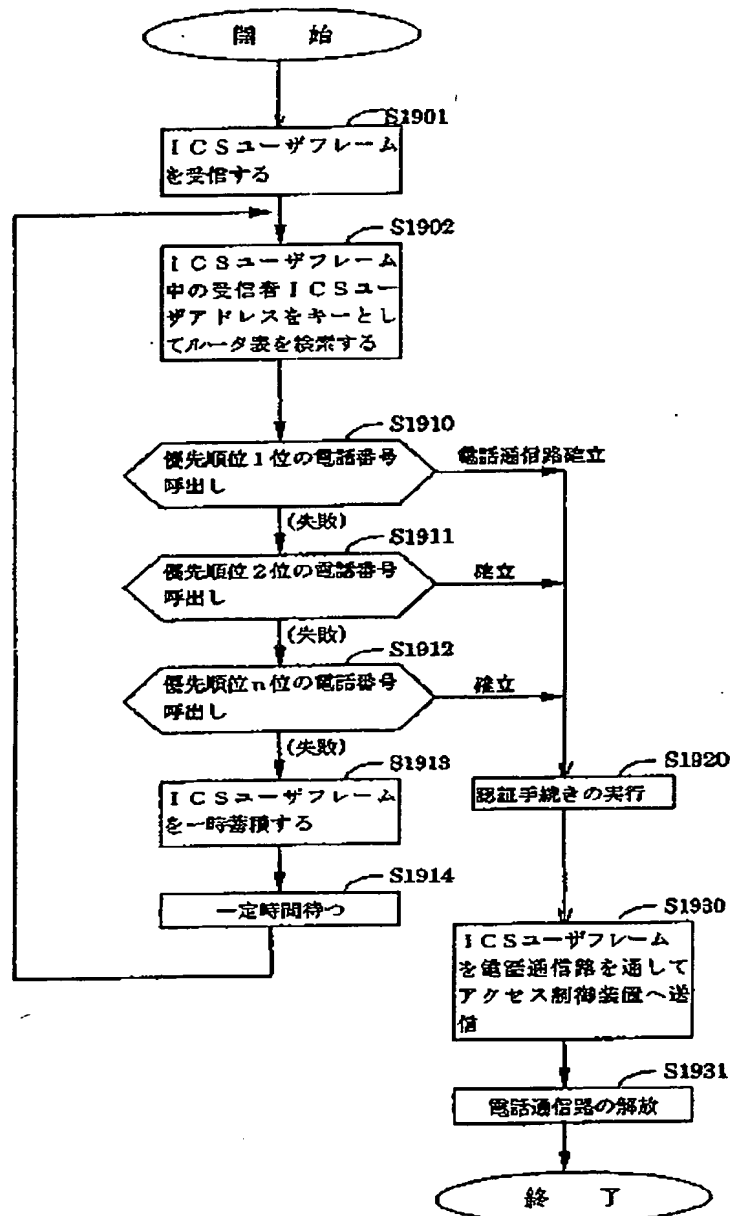 開 始
S1901
ICSユーザフレーム
を受信する
S1902
ICSユーザフレーム
中の受信者ICSユー
ザアドレスをキーとし
てルータ表を検索する
S1910
優先順位1位の電話番号
呼出し
電話通信路確立
(失敗)
S1911
優先順位2位の電話番号
呼出し
確立
(失敗)
S1912
優先順位n位の電話番号
呼出し
確立
(失敗)
S1913
ICSユーザフレーム
を一時蓄積する
S1914
一定時間待つ
S1920
認証手続きの実行
S1930
ICSユーザフレーム
を電話通信路を通して
アクセス制御装置へ送
信
S1931
電話通信路の解放
終 了